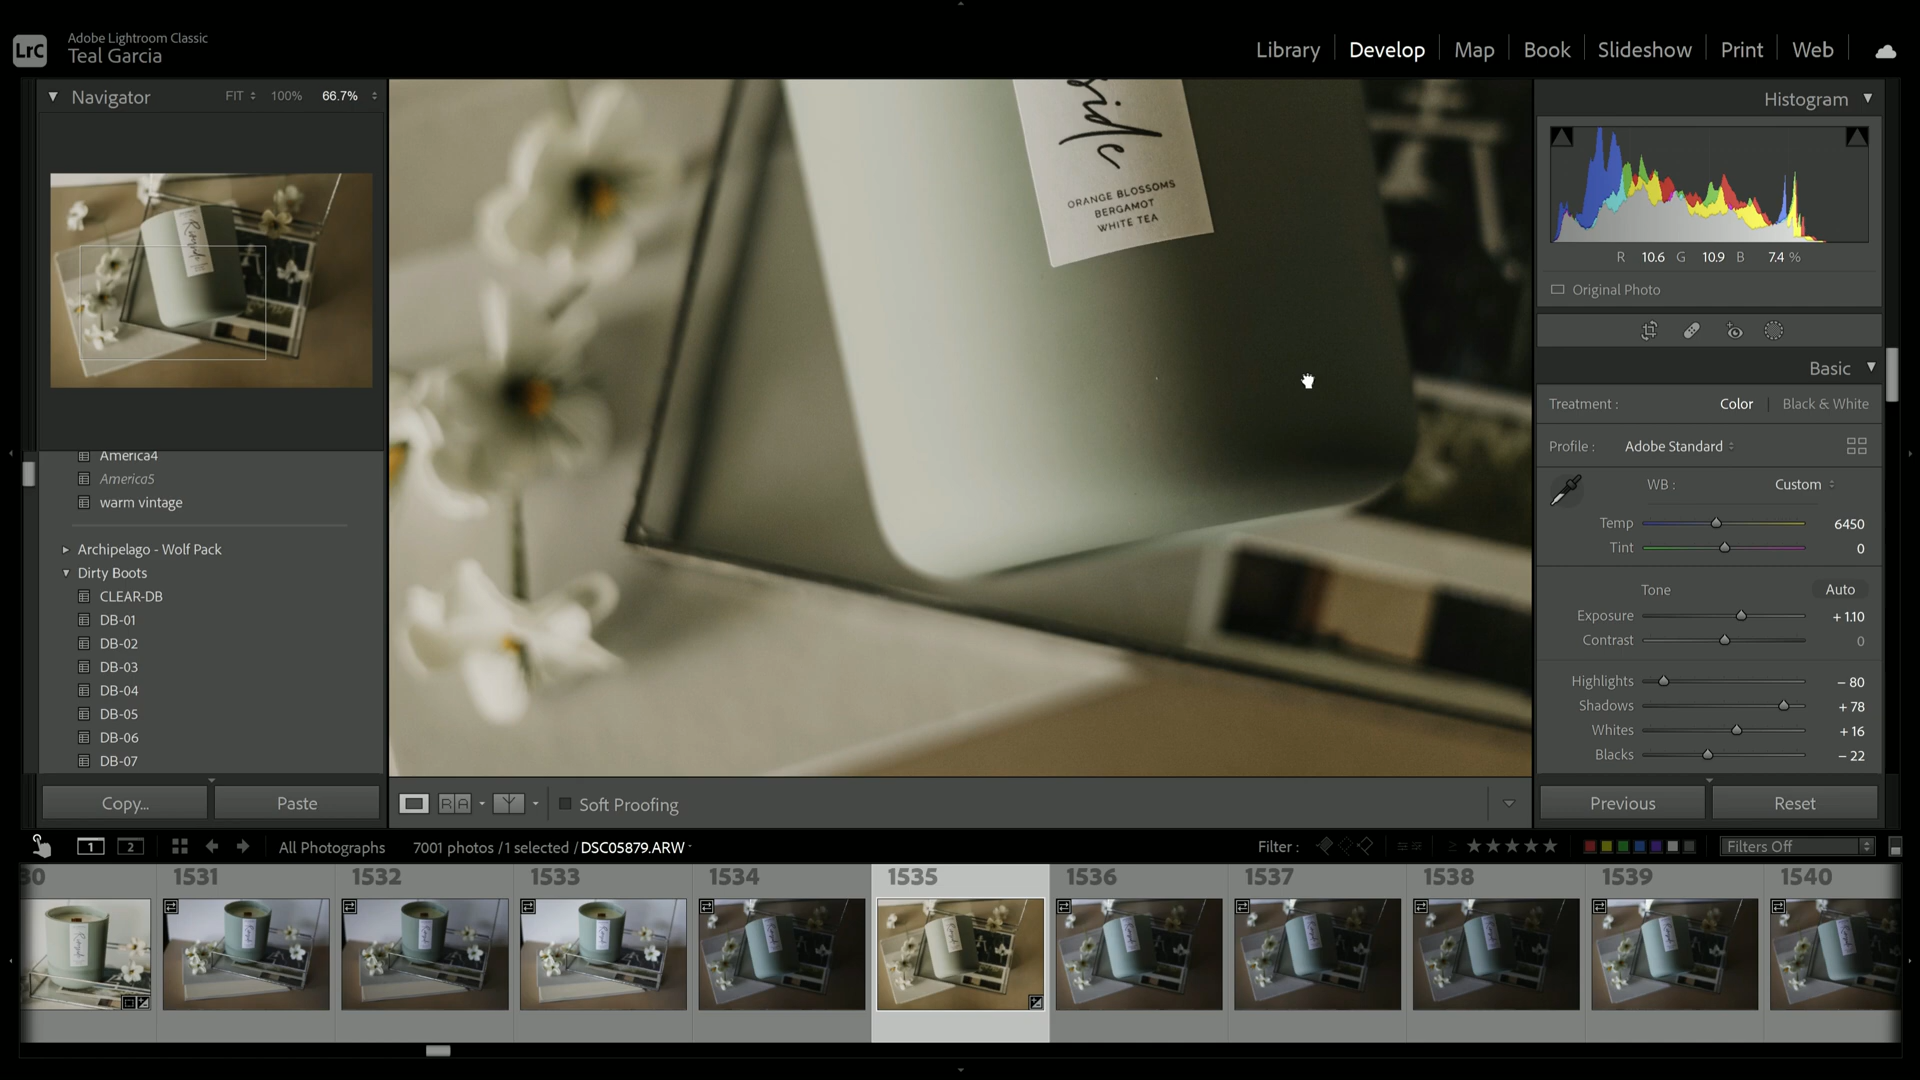 LrC
Adobe Lightroom Classic
Teal Garcia
Library
Develop
Map
Book
Slideshow
Print
Web
Navigator
FIT
100%
66.7%
America4
America5
warm vintage
Archipelago - Wolf Pack
Dirty Boots
CLEAR-DB
DB-01
DB-02
DB-03
DB-04
DB-05
DB-06
DB-07
Copy...
Paste
ORANGE BLOSSOMS
BERGAMOT
WHITE TEA
R A
Y
Soft Proofing
Histogram
R 10.6 G 10.9 B 7.4 %
Original Photo
Basic
Treatment :
Color
Black & White
Profile :
Adobe Standard
WB :
Custom
Temp
6450
Tint
0
Tone
Auto
Exposure
+ 1.10
Contrast
0
Highlights
– 80
Shadows
+ 78
Whites
+ 16
Blacks
– 22
Previous
Reset
1
2
All Photographs
7001 photos / 1 selected / DSC05879.ARW
Filter :
Filters Off
30
1531
1532
1533
1534
1535
1536
1537
1538
1539
1540